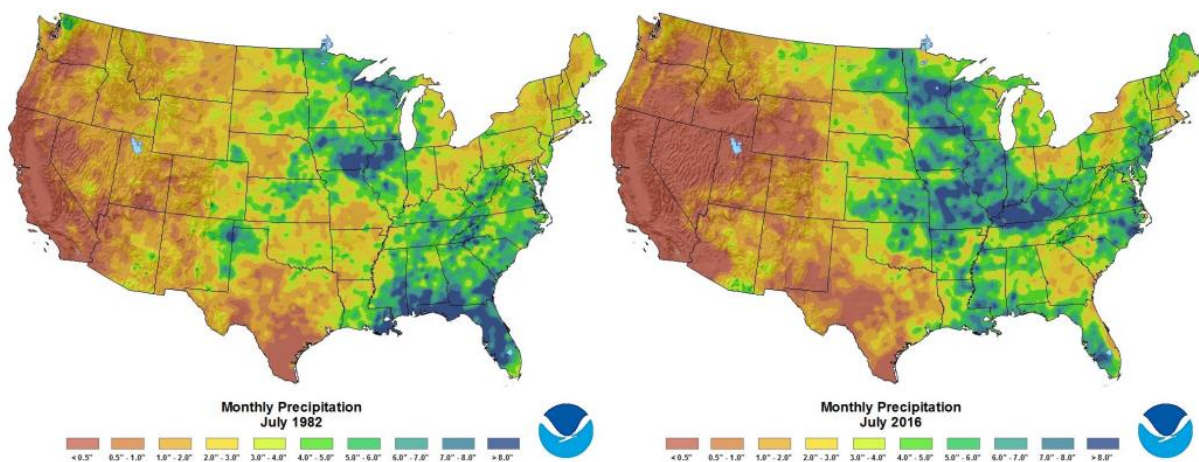 Monthly Precipitation
July 1982
< 0.5" 0.5" - 1.0" 1.0" - 2.0" 2.0" - 3.0" 3.0" - 4.0" 4.0" - 5.0" 5.0" - 6.0" 6.0" - 7.0" 7.0" - 8.0" > 8.0"
Monthly Precipitation
July 2016
< 0.5" 0.5" - 1.0" 1.0" - 2.0" 2.0" - 3.0" 3.0" - 4.0" 4.0" - 5.0" 5.0" - 6.0" 6.0" - 7.0" 7.0" - 8.0" > 8.0"